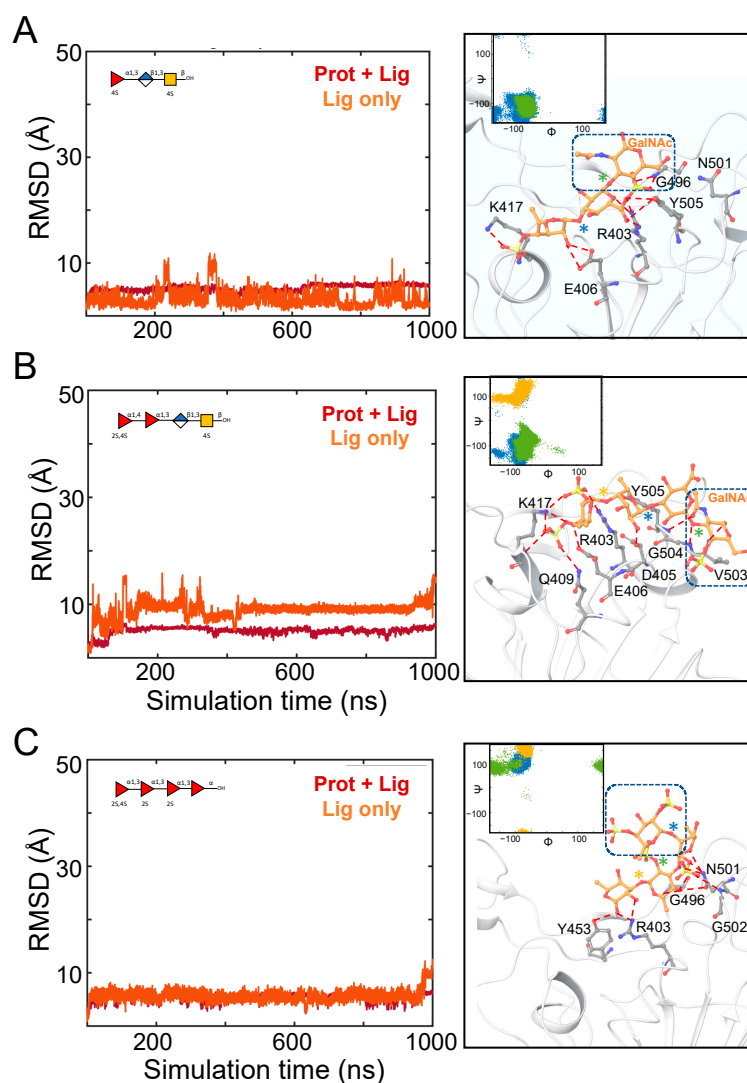 A
50
30
10
RMSD (Å)
α1,3
β1,3
β
OH
4S
4S
Prot + Lig
Lig only
200
600
1000
100
-100
Ψ
-100
Φ
100
GalNAc
N501
G496
K417
Y505
R403
E406
*
*
B
50
30
10
RMSD (Å)
α1,4
α1,3
β1,3
β
OH
2S,4S
4S
Prot + Lig
Lig only
200
600
1000
Simulation time (ns)
100
-100
Ψ
-100
Φ
100
*
Y505
GalNAc
K417
*
*
R403
G504
D405
V503
Q409
E406
C
50
30
10
RMSD (Å)
α1,3
α1,3
α1,3
α
OH
2S,4S
2S
2S
Prot + Lig
Lig only
200
600
1000
Simulation time (ns)
100
-100
Ψ
-100
Φ
100
*
*
*
N501
G496
Y453
R403
G502